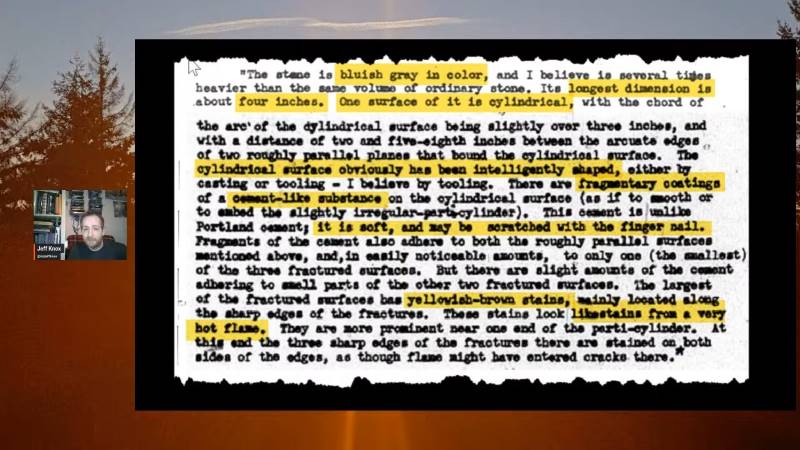 "The stone is bluish gray in color, and I believe is several times
heavier than the same volume of ordinary stone. Its longest dimension is
about four inches. One surface of it is cylindrical, with the chord of
the arc of the dylindrical surface being slightly over three inches, and
with a distance of two and five-eighth inches between the arcuate edges
of two roughly parallel planes that bound the cylindrical surface. The
cylindrical surface obviously has been intelligently shaped, either by
casting or tooling - I believe by tooling. There are fragmentary coatings
of a cement-like substance on the cylindrical surface (as if to smooth or
to embed the slightly irregular-parti-cylinder). This cement is unlike
Portland cement; it is soft, and may be scratched with the finger nail.
Fragments of the cement also adhere to both the roughly parallel surfaces
mentioned above, and,in easily noticeable amounts, to only one (the smallest)
of the three fractured surfaces. But there are slight amounts of the cement
adhering to small parts of the other two fractured surfaces. The largest
of the fractured surfaces has yellowish-brown stains, mainly located along
the sharp edges of the fractures. These stains look likestains from a very
hot flame. They are more prominent near one end of the parti-cylinder. At
this end the three sharp edges of the fractures there are stained on both
sides of the edges, as though flame might have entered cracks there."
Jeff Knox